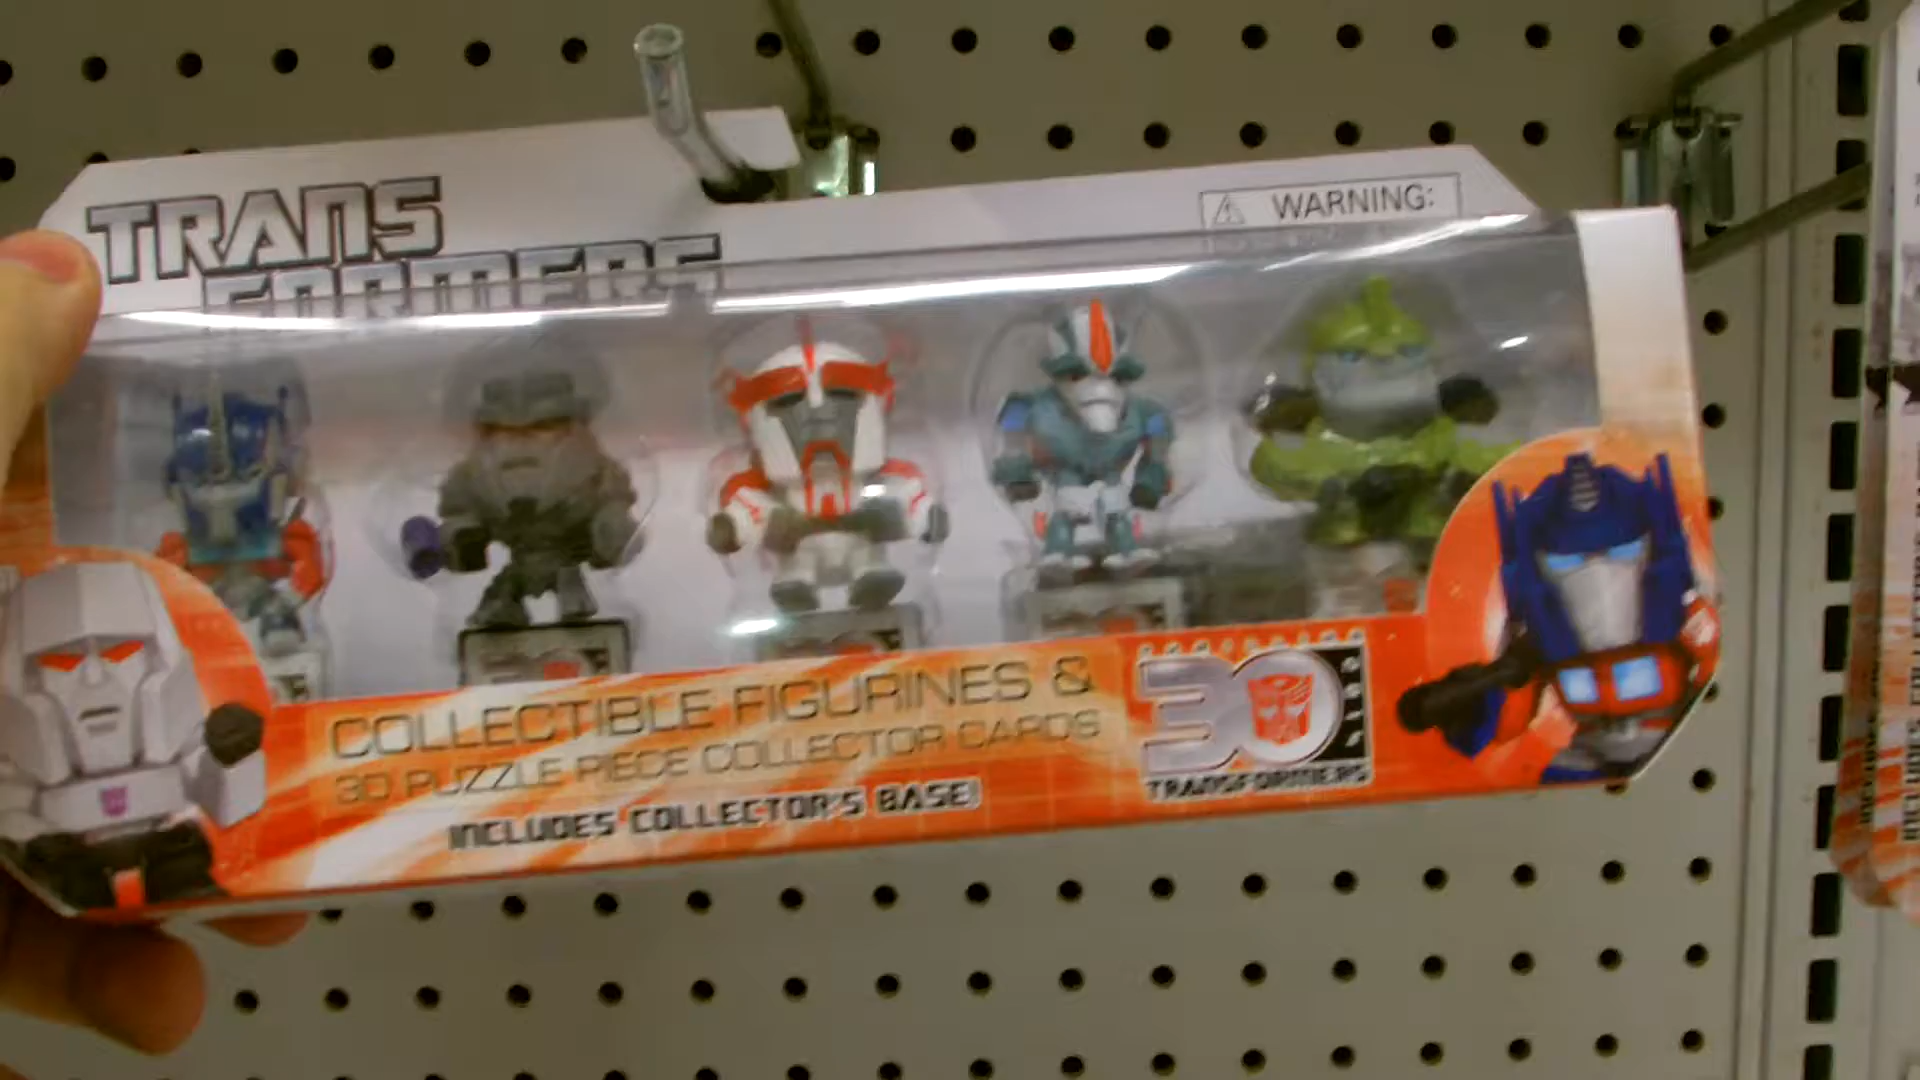 TRANS
FORMERS
WARNING:
COLLECTIBLE FIGURINES &
3D PUZZLE PIECE COLLECTOR CARDS
INCLUDES COLLECTOR'S BASE!
30
TRANSFORMERS